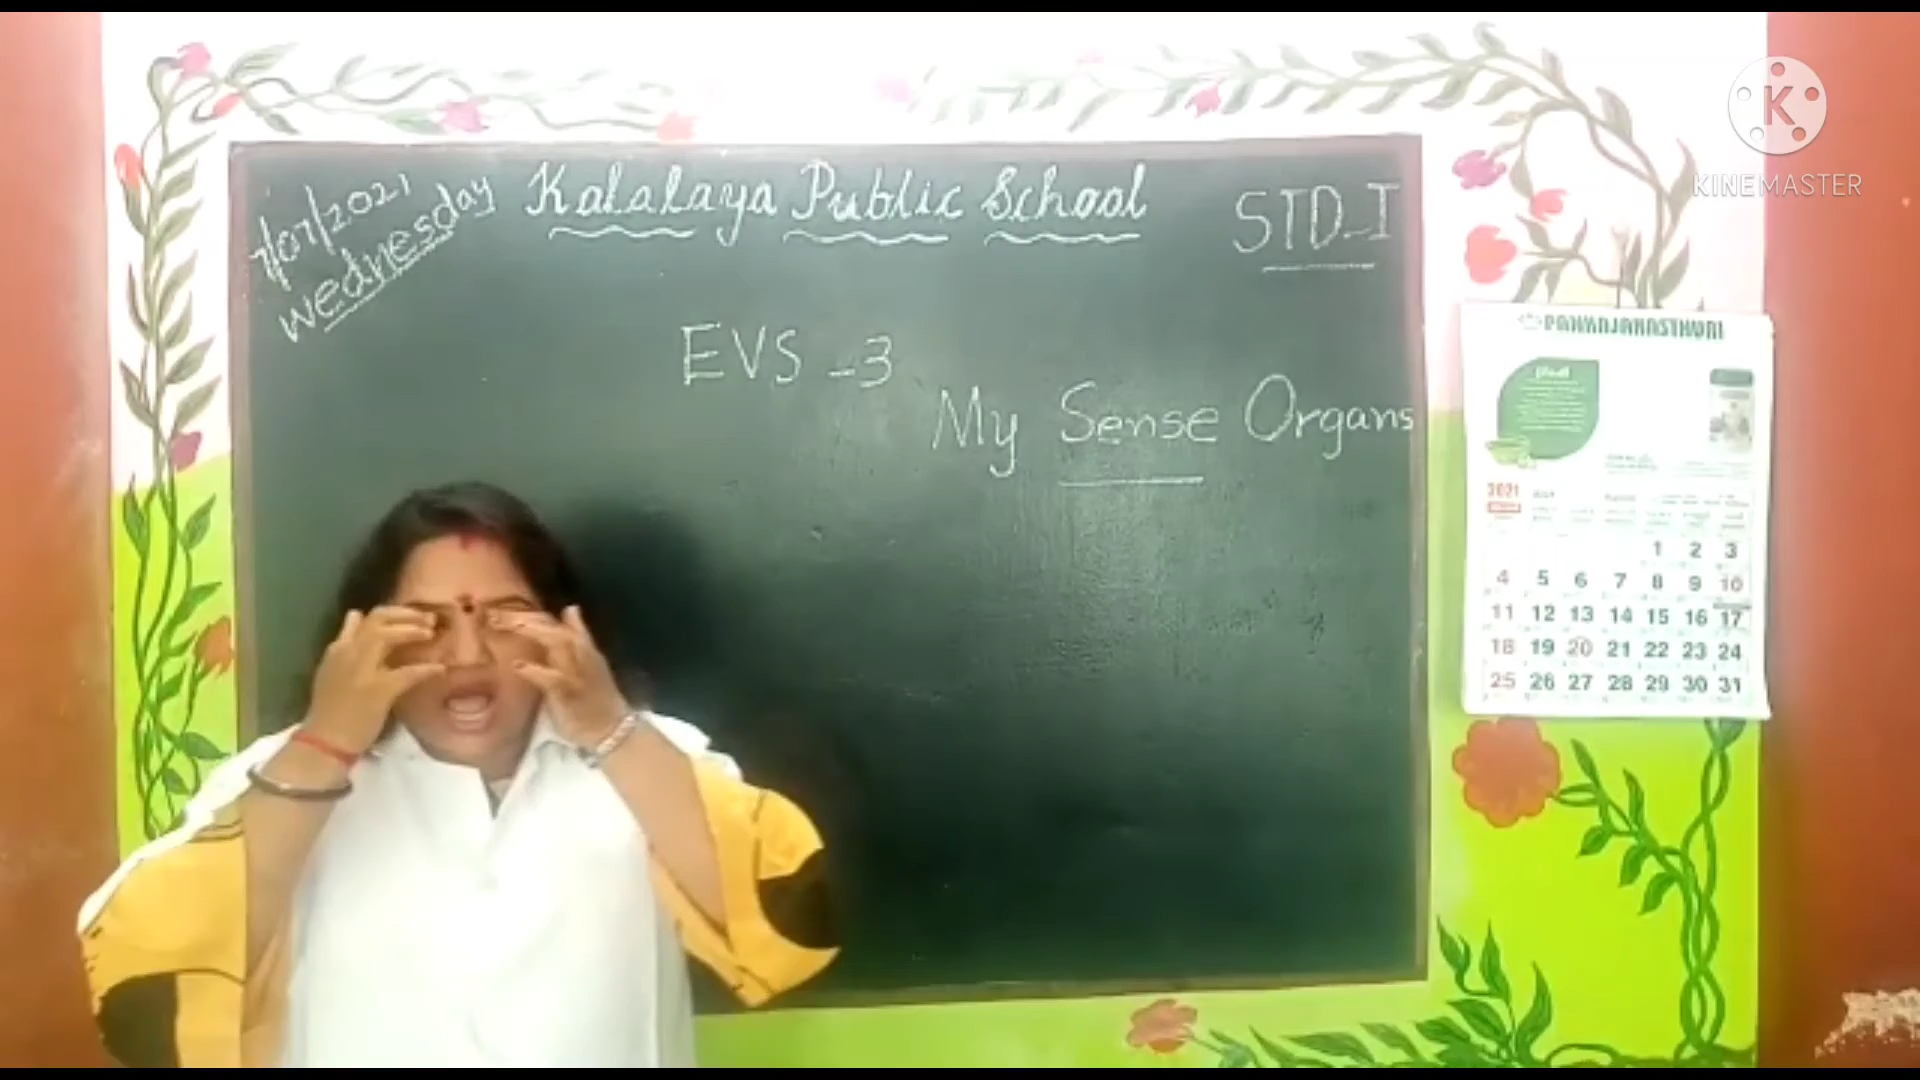 7/07/2021
Wednesday
Kalalaya Public School
STD-I
EVS -3
My Sense Organs
K
KINEMASTER
PANKAJAKASTHURI
2021
1 2 3
4 5 6 7 8 9 10
11 12 13 14 15 16 17
18 19 20 21 22 23 24
25 26 27 28 29 30 31